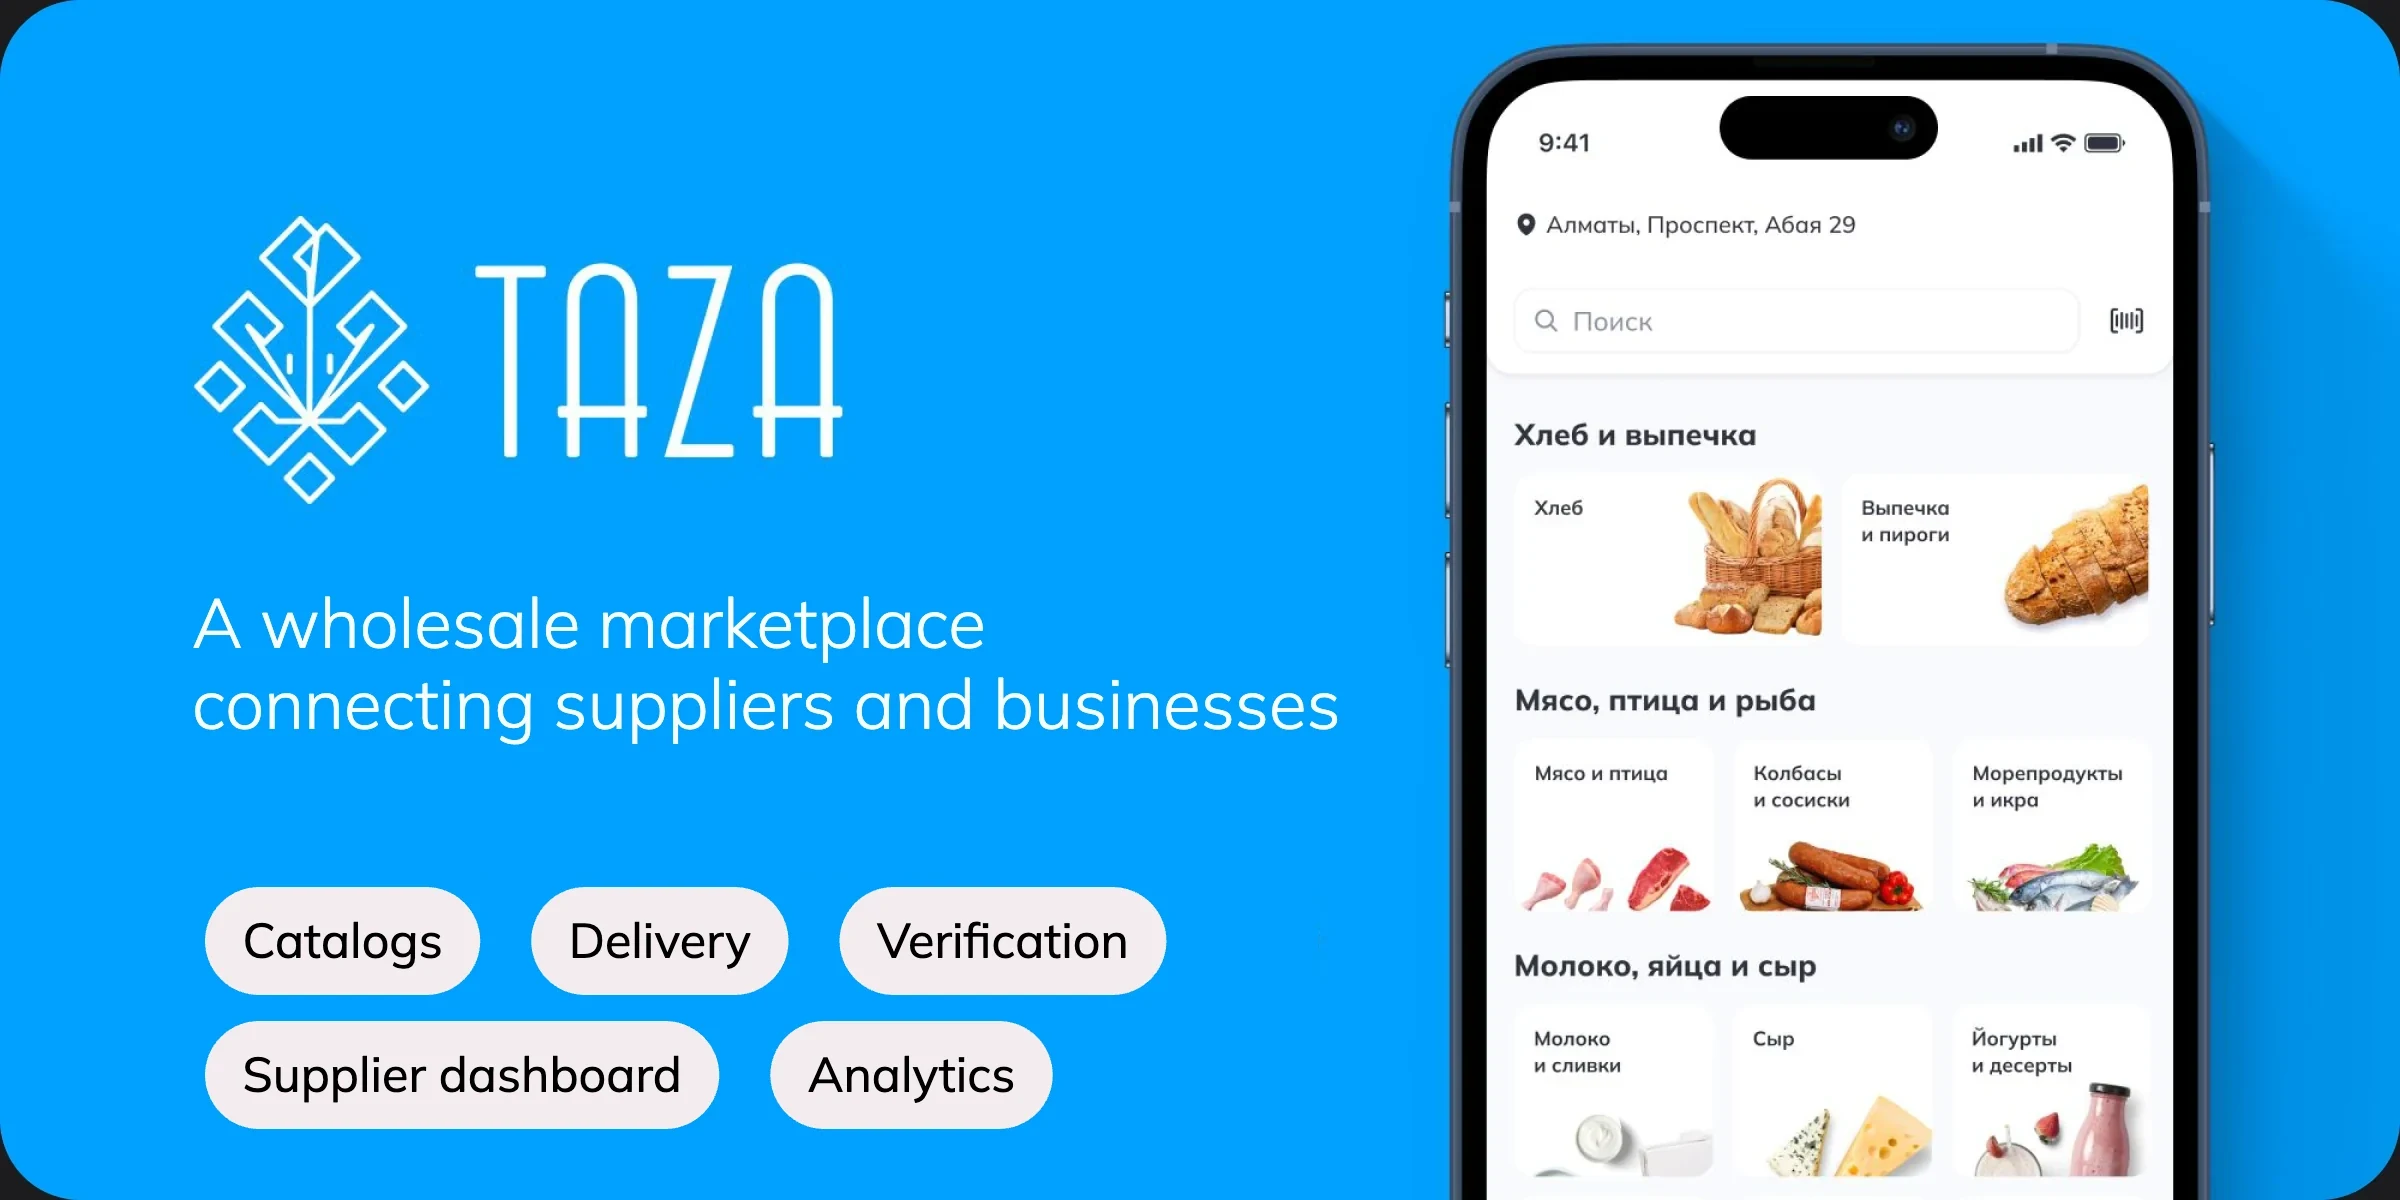 TAZA
A wholesale marketplace
connecting suppliers and businesses
Catalogs
Delivery
Verification
Supplier dashboard
Analytics
9:41
Алматы, Проспект, Абая 29
Поиск
Хлеб и выпечка
Хлеб
Выпечка
и пироги
Мясо, птица и рыба
Мясо и птица
Колбасы
и сосиски
Морепродукты
и икра
Молоко, яйца и сыр
Молоко
и сливки
Сыр
Йогурты
и десерты